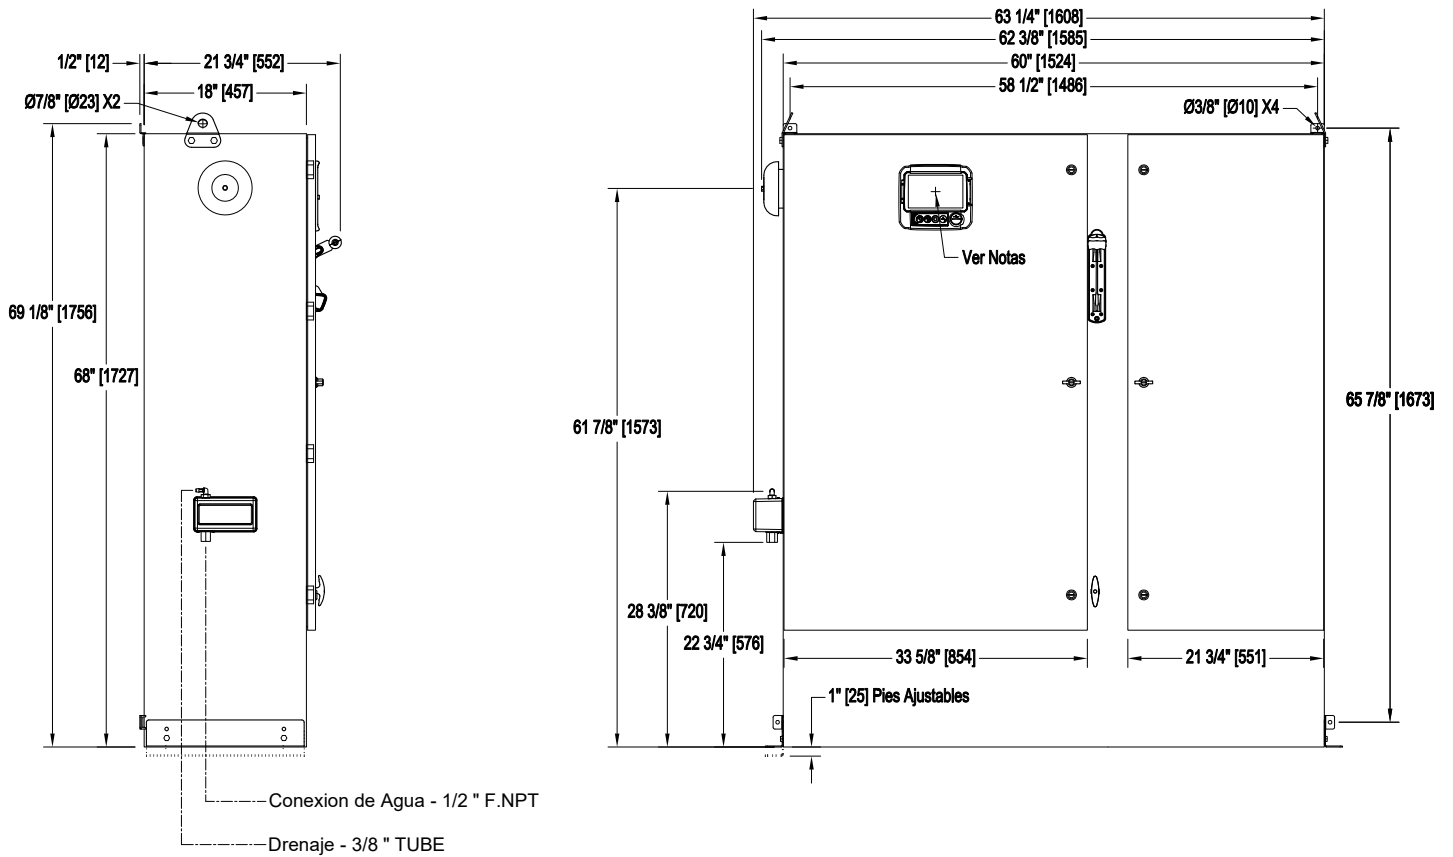 63 1/4" [1608]
62 3/8" [1585]
1/2" [12]
21 3/4" [552]
60" [1524]
18" [457]
58 1/2" [1486]
Ø7/8" [Ø23] X2
Ø3/8" [Ø10] X4
Ver Notas
69 1/8" [1756]
68" [1727]
65 7/8" [1673]
61 7/8" [1573]
28 3/8" [720]
22 3/4" [576]
33 5/8" [854]
21 3/4" [551]
1" [25] Pies Ajustables
Conexion de Agua - 1/2 " F.NPT
Drenaje - 3/8 " TUBE